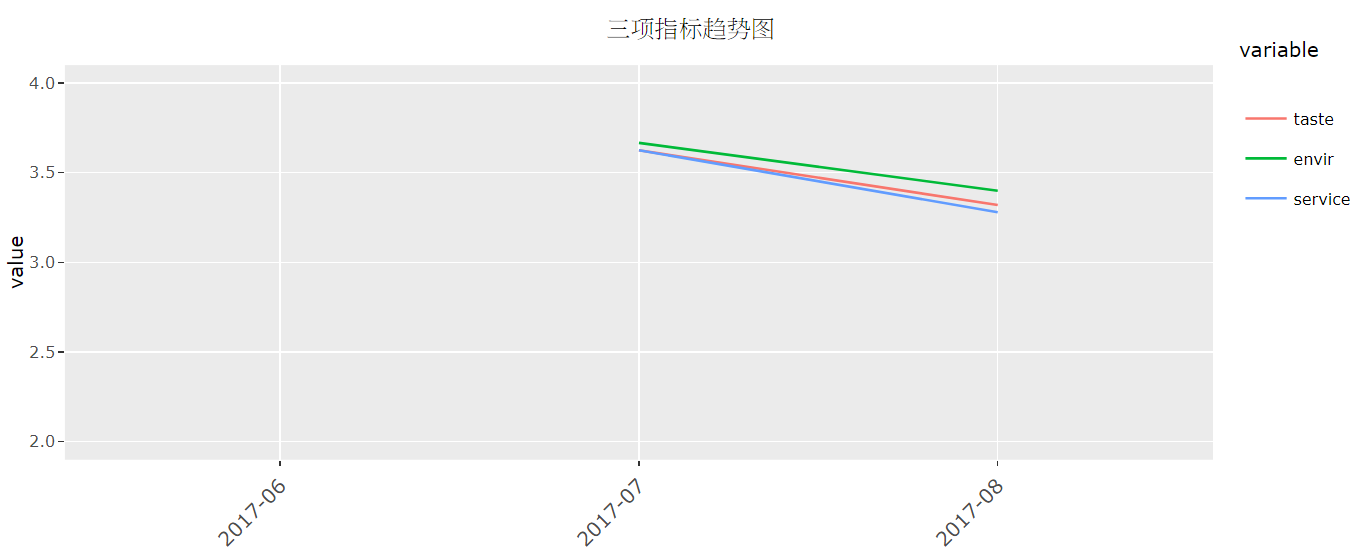 三项指标趋势图
variable
taste
envir
service
value
4.0
3.5
3.0
2.5
2.0
2017-06
2017-07
2017-08